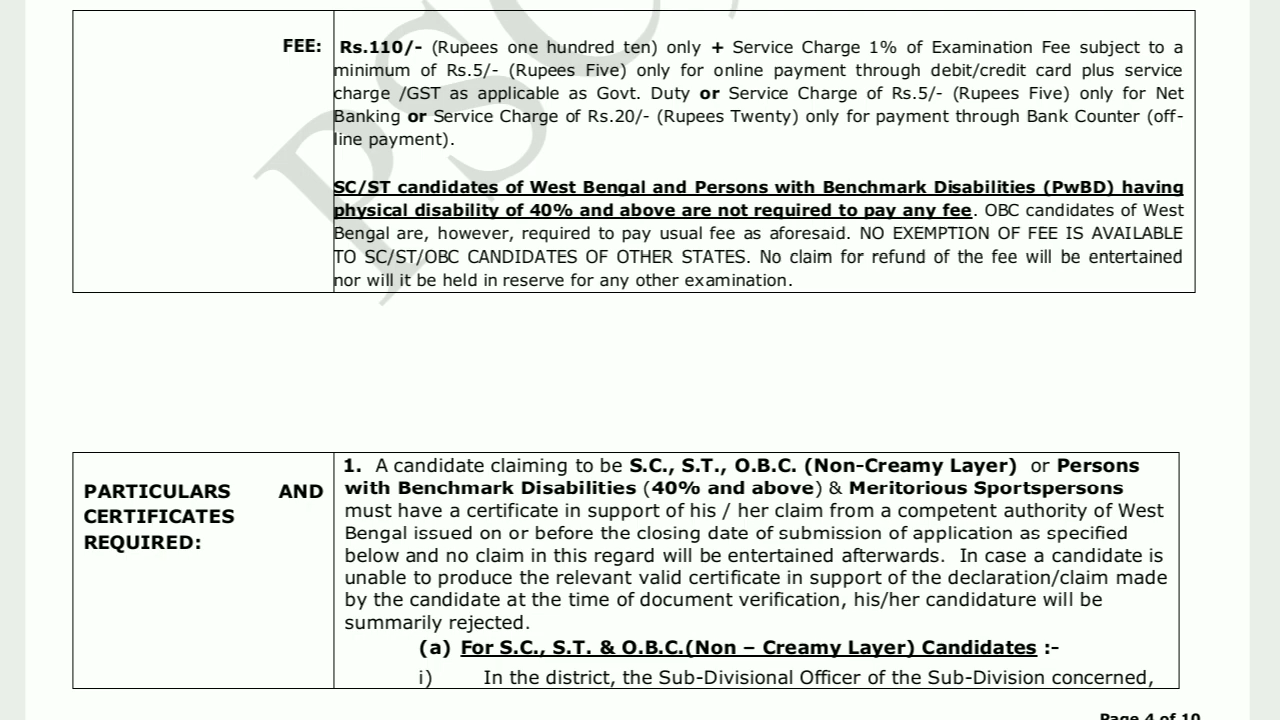 PSC
FEE: Rs.110/- (Rupees one hundred ten) only + Service Charge 1% of Examination Fee subject to a
minimum of Rs.5/- (Rupees Five) only for online payment through debit/credit card plus service
charge /GST as applicable as Govt. Duty or Service Charge of Rs.5/- (Rupees Five) only for Net
Banking or Service Charge of Rs.20/- (Rupees Twenty) only for payment through Bank Counter (off-
line payment).
SC/ST candidates of West Bengal and Persons with Benchmark Disabilities (PwBD) having
physical disability of 40% and above are not required to pay any fee. OBC candidates of West
Bengal are, however, required to pay usual fee as aforesaid. NO EXEMPTION OF FEE IS AVAILABLE
TO SC/ST/OBC CANDIDATES OF OTHER STATES. No claim for refund of the fee will be entertained
nor will it be held in reserve for any other examination.
PARTICULARS AND
CERTIFICATES
REQUIRED:
1. A candidate claiming to be S.C., S.T., O.B.C. (Non-Creamy Layer) or Persons
with Benchmark Disabilities (40% and above) & Meritorious Sportspersons
must have a certificate in support of his / her claim from a competent authority of West
Bengal issued on or before the closing date of submission of application as specified
below and no claim in this regard will be entertained afterwards. In case a candidate is
unable to produce the relevant valid certificate in support of the declaration/claim made
by the candidate at the time of document verification, his/her candidature will be
summarily rejected.
(a) For S.C., S.T. & O.B.C.(Non – Creamy Layer) Candidates :-
i) In the district, the Sub-Divisional Officer of the Sub-Division concerned,
Page 4 of 10